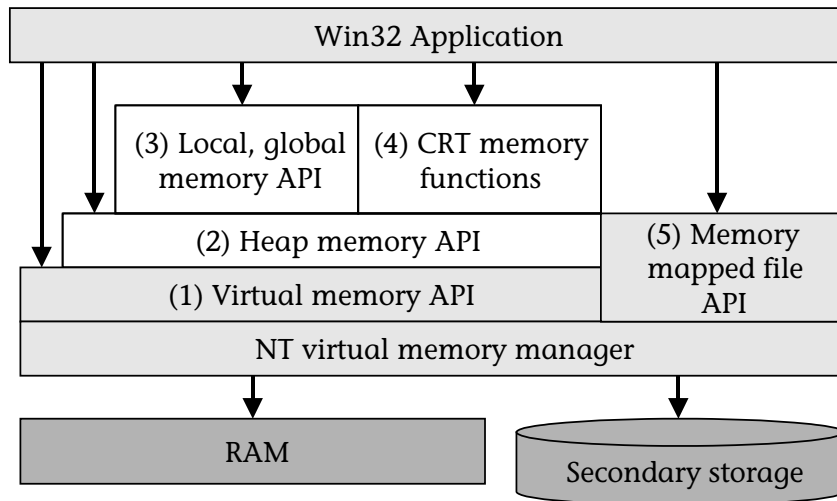 Win32 Application
(3) Local, global
memory API
(4) CRT memory
functions
(2) Heap memory API
(5) Memory
mapped file
API
(1) Virtual memory API
NT virtual memory manager
RAM
Secondary storage